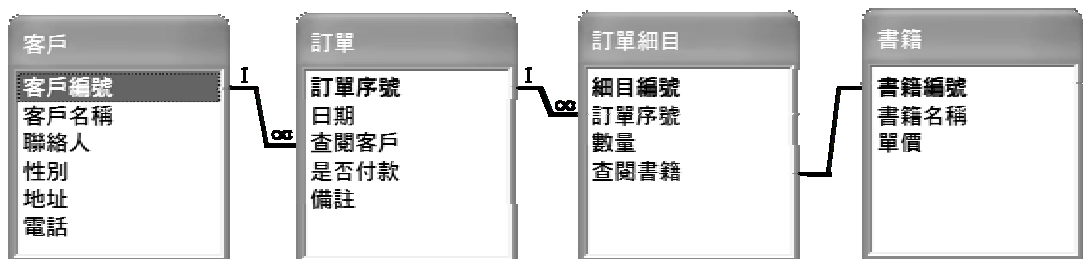 客戶
客戶編號
客戶名稱
聯絡人
性別
地址
電話
1
∞
訂單
訂單序號
日期
查閱客戶
是否付款
備註
1
∞
訂單細目
細目編號
訂單序號
數量
查閱書籍
書籍
書籍編號
書籍名稱
單價